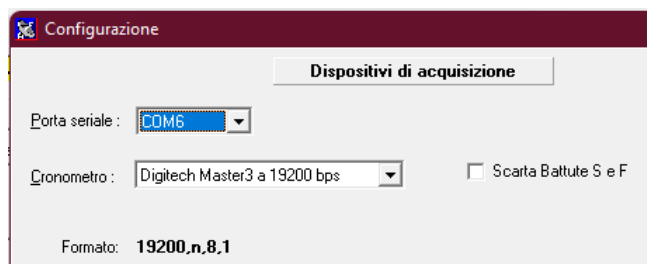 Configurazione
Dispositivi di acquisizione
Porta seriale : COM6
Cronometro : Digitech Master3 a 19200 bps Scarta Battute S e F
Formato: 19200,n,8,1